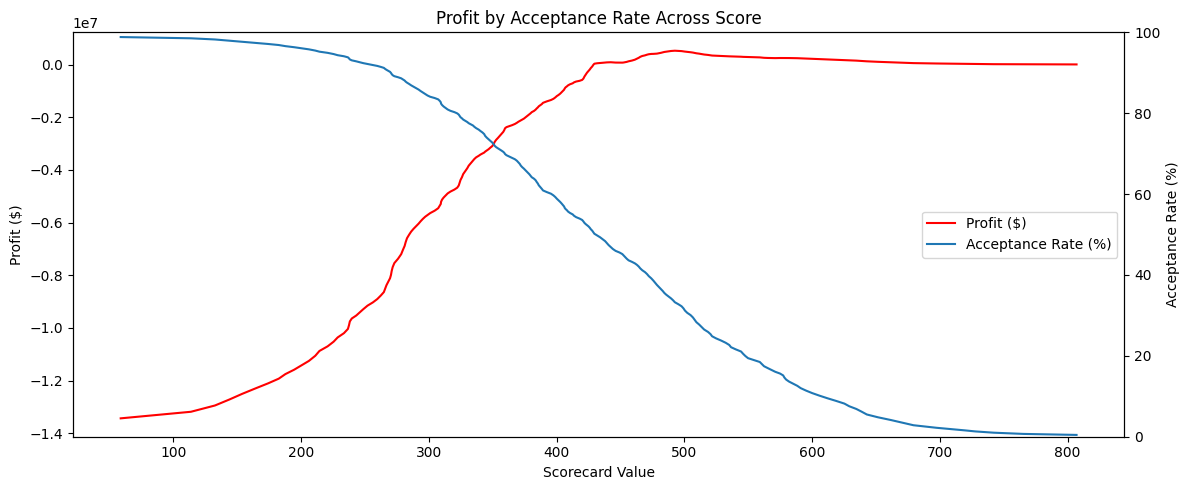 Profit by Acceptance Rate Across Score
1e7
0.0
−0.2
−0.4
−0.6
−0.8
−1.0
−1.2
−1.4
Profit ($)
100
80
60
40
20
0
Acceptance Rate (%)
Profit ($)
Acceptance Rate (%)
100 200 300 400 500 600 700 800
Scorecard Value